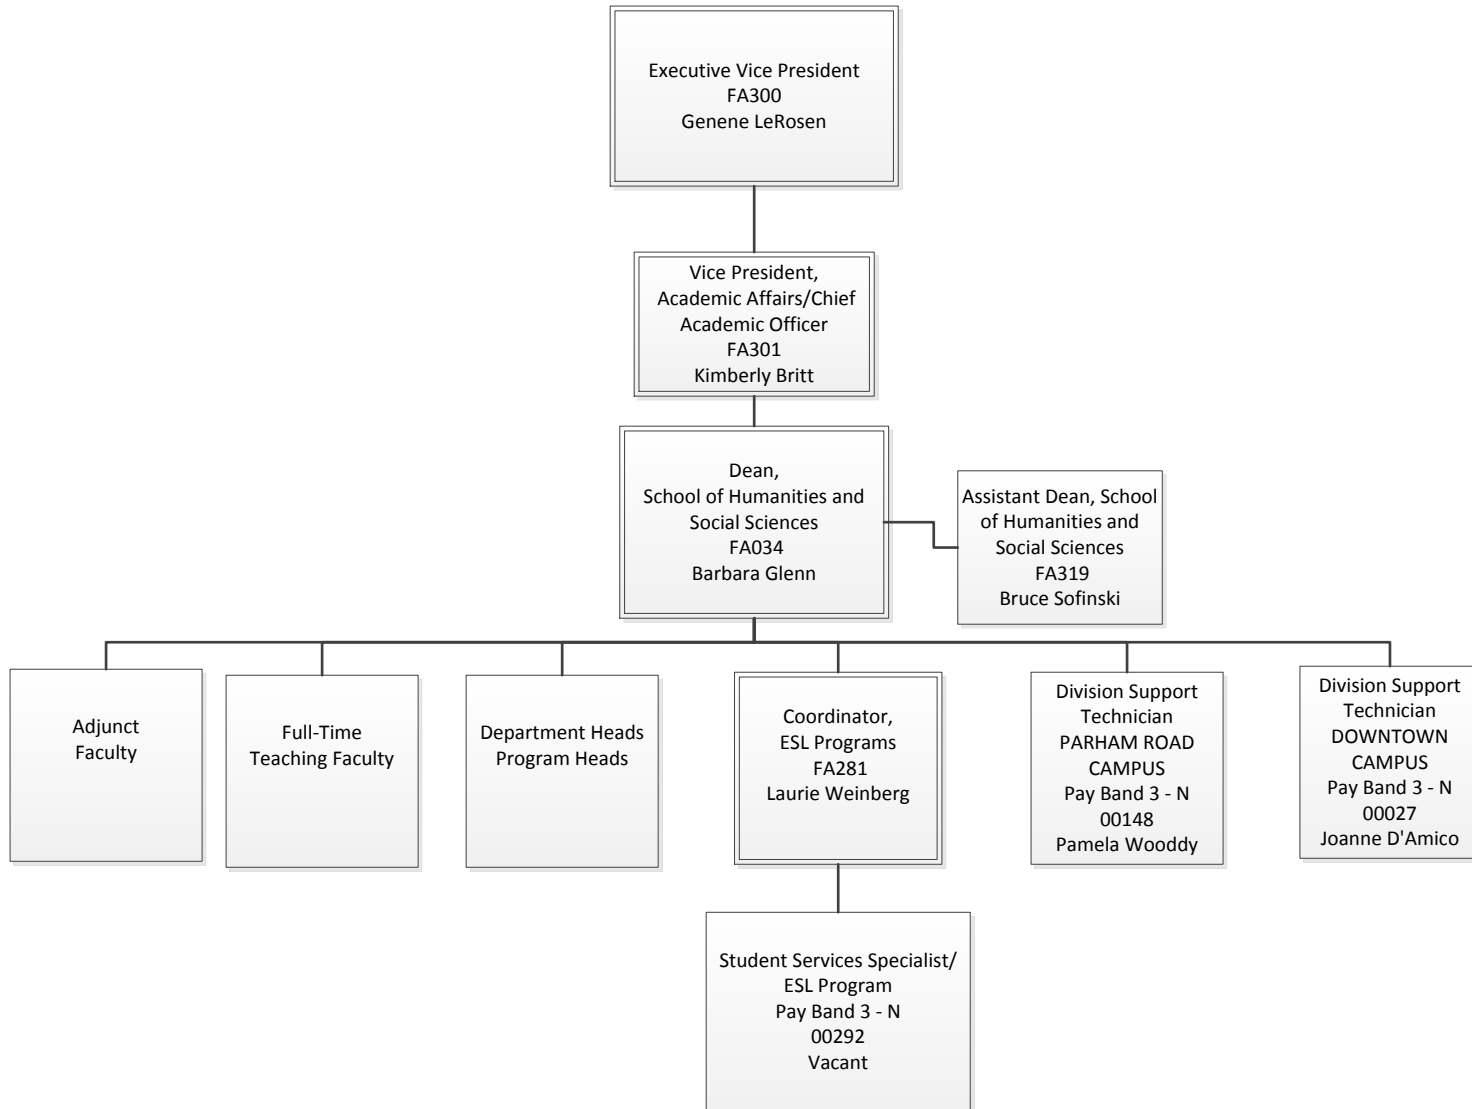 Executive Vice President
FA300
Genene LeRosen
Vice President,
Academic Affairs/Chief
Academic Officer
FA301
Kimberly Britt
Dean,
School of Humanities and
Social Sciences
FA034
Barbara Glenn
Assistant Dean, School
of Humanities and
Social Sciences
FA319
Bruce Sofinski
Adjunct
Faculty
Full-Time
Teaching Faculty
Department Heads
Program Heads
Coordinator,
ESL Programs
FA281
Laurie Weinberg
Division Support
Technician
PARHAM ROAD
CAMPUS
Pay Band 3 - N
00148
Pamela Wooddy
Division Support
Technician
DOWNTOWN
CAMPUS
Pay Band 3 - N
00027
Joanne D'Amico
Student Services Specialist/
ESL Program
Pay Band 3 - N
00292
Vacant